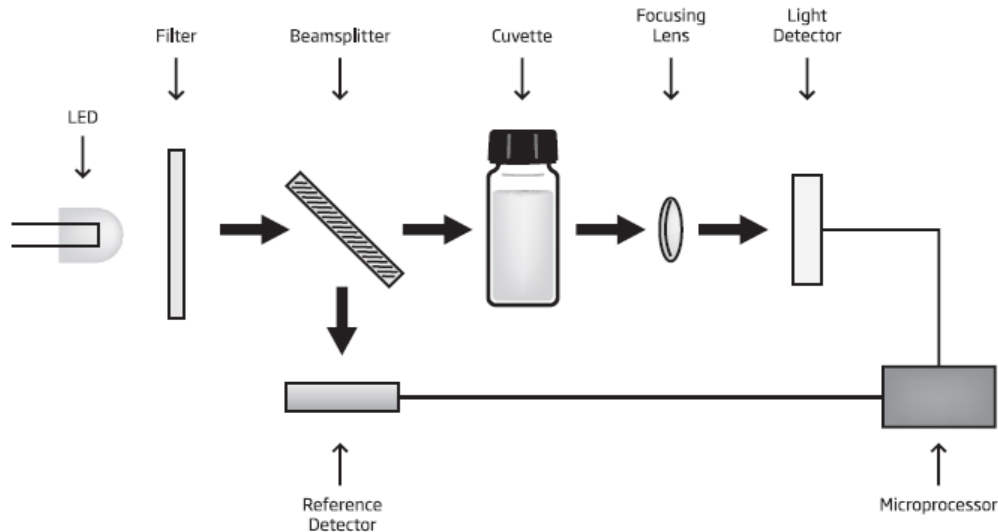 Filter
Beamsplitter
Cuvette
Focusing
Lens
Light
Detector
LED
Reference
Detector
Microprocessor